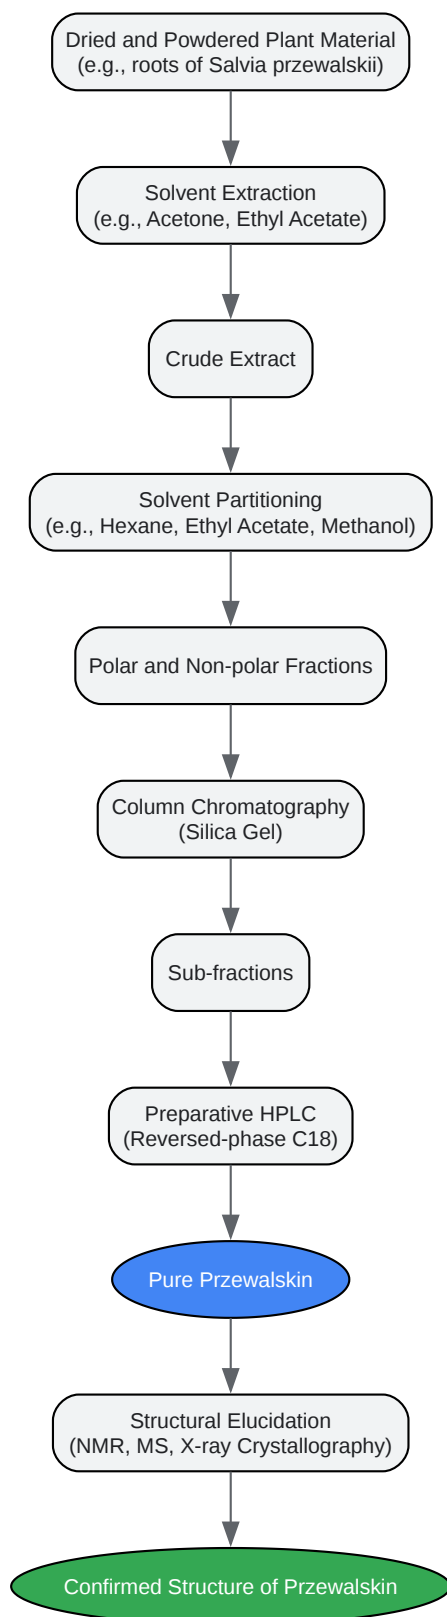 Dried and Powdered Plant Material
(e.g., roots of Salvia przewalskii)
Solvent Extraction
(e.g., Acetone, Ethyl Acetate)
Crude Extract
Solvent Partitioning
(e.g., Hexane, Ethyl Acetate, Methanol)
Polar and Non-polar Fractions
Column Chromatography
(Silica Gel)
Sub-fractions
Preparative HPLC
(Reversed-phase C18)
Pure Przewalskin
Structural Elucidation
(NMR, MS, X-ray Crystallography)
Confirmed Structure of Przewalskin